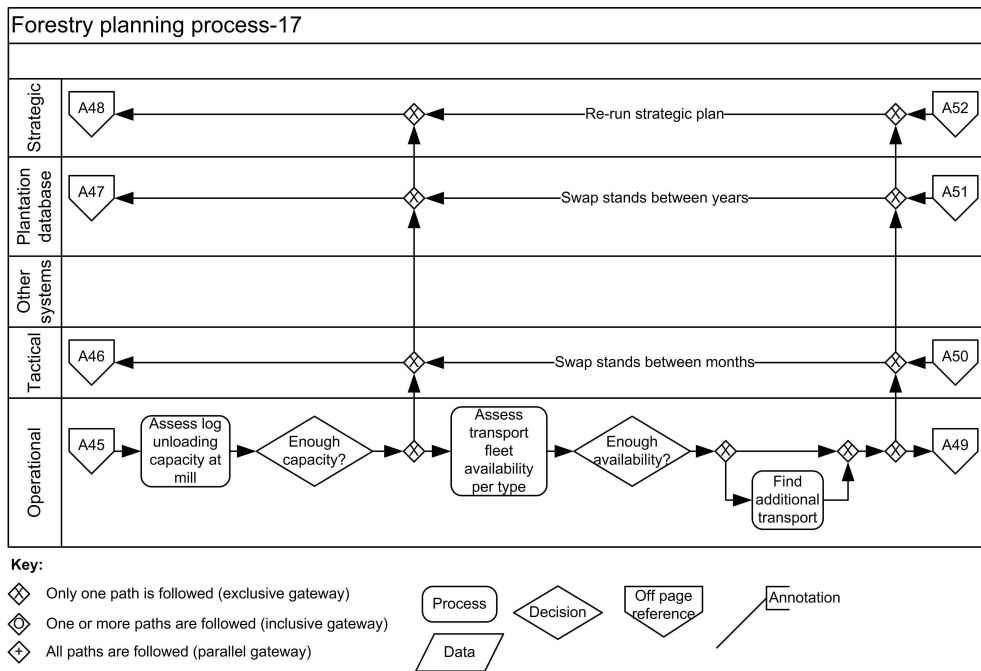 Forestry planning process-17
Strategic
A48
X
Re-run strategic plan
X
A52
Plantation
database
A47
X
Swap stands between years
X
A51
Other
systems
Tactical
A46
X
Swap stands between months
X
A50
Operational
A45
Assess log
unloading
capacity at
mill
Enough
capacity?
X
Assess
transport
fleet
availability
per type
Enough
availability?
X
Find
additional
transport
X
X
A49
Key:
X
Only one path is followed (exclusive gateway)
O
One or more paths are followed (inclusive gateway)
+
All paths are followed (parallel gateway)
Process
Data
Decision
Off page
reference
Annotation